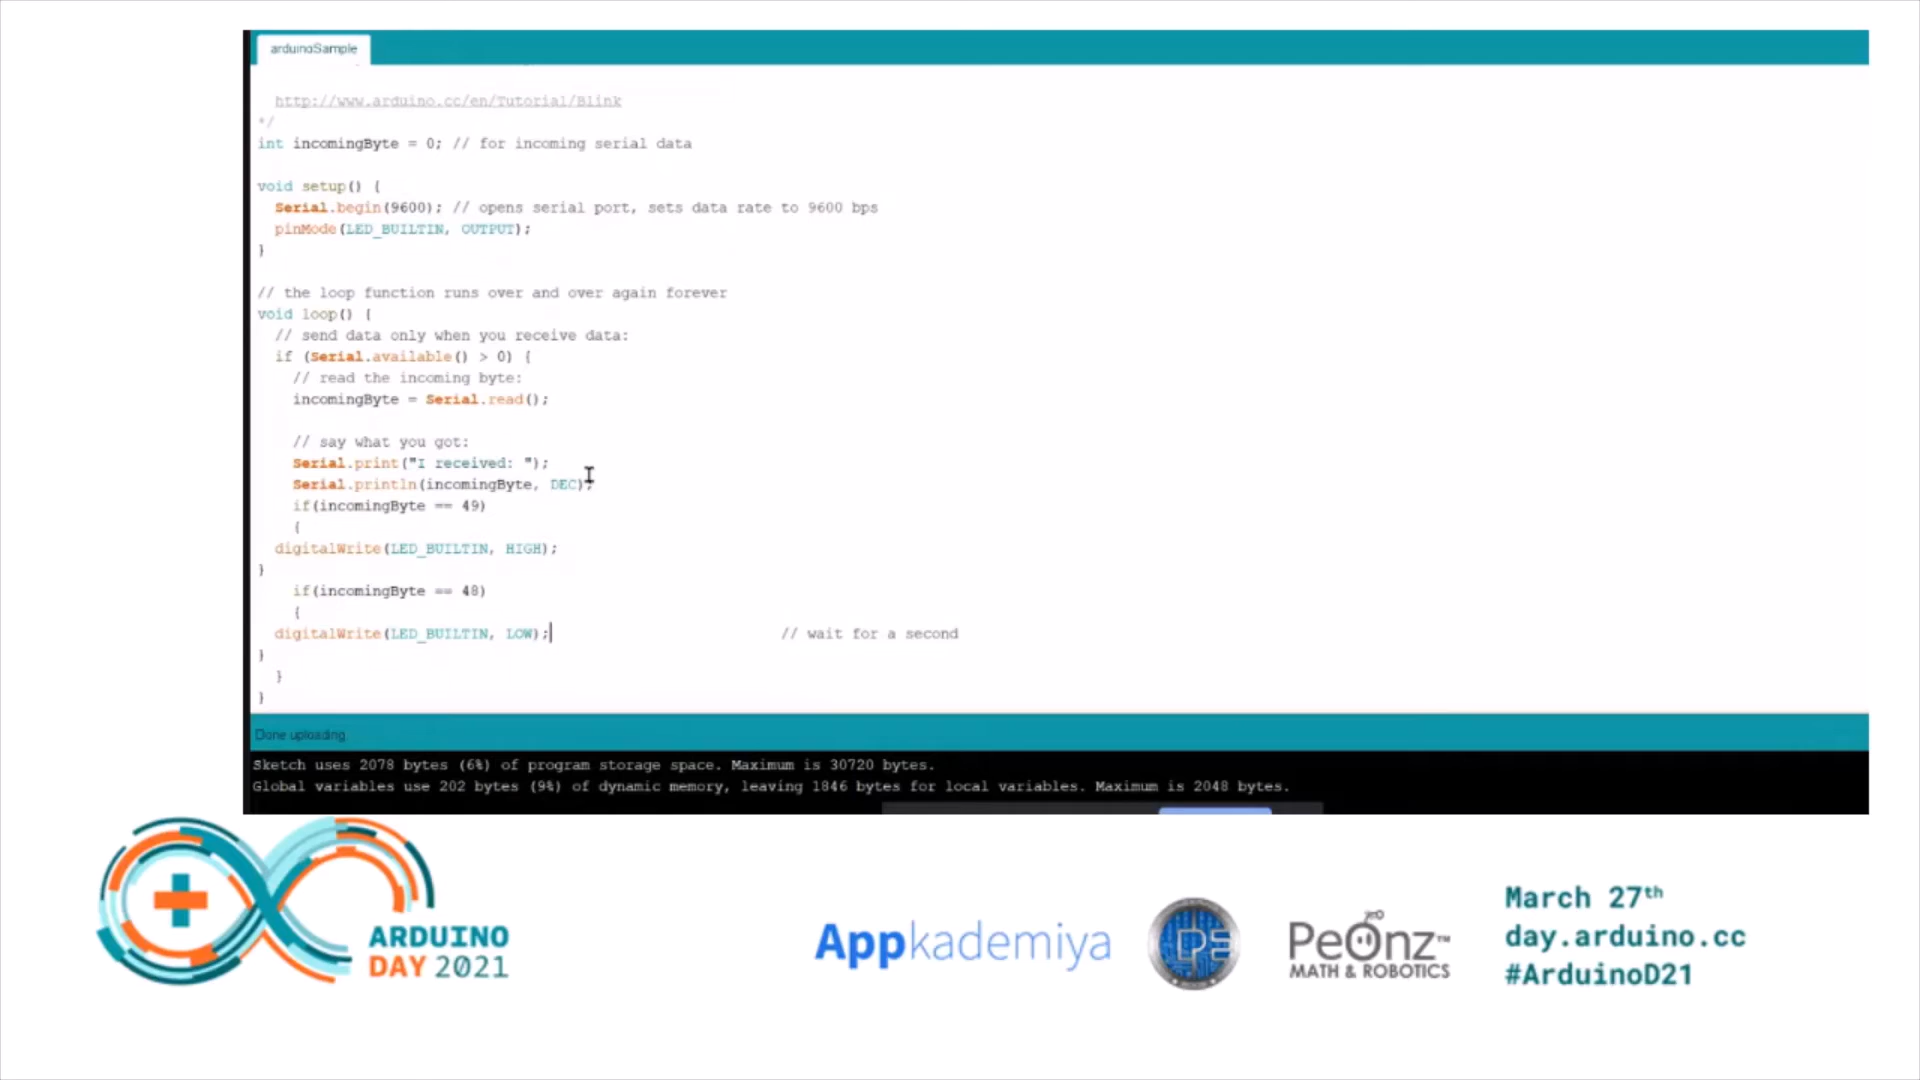 arduinoSample
http://www.arduino.cc/en/Tutorial/Blink
*/
int incomingByte = 0; // for incoming serial data
void setup() {
Serial.begin(9600); // opens serial port, sets data rate to 9600 bps
pinMode(LED_BUILTIN, OUTPUT);
}
// the loop function runs over and over again forever
void loop() {
// send data only when you receive data:
if (Serial.available() > 0) {
// read the incoming byte:
incomingByte = Serial.read();
// say what you got:
Serial.print("I received: ");
Serial.println(incomingByte, DEC);
if(incomingByte == 49)
{
digitalWrite(LED_BUILTIN, HIGH);
}
if(incomingByte == 48)
{
digitalWrite(LED_BUILTIN, LOW); // wait for a second
}
}
}
Done uploading.
Sketch uses 2078 bytes (6%) of program storage space. Maximum is 30720 bytes.
Global variables use 202 bytes (9%) of dynamic memory, leaving 1846 bytes for local variables. Maximum is 2048 bytes.
ARDUINO
DAY 2021
Appkademiya
PeOnz™
MATH & ROBOTICS
March 27th
day.arduino.cc
#ArduinoD21